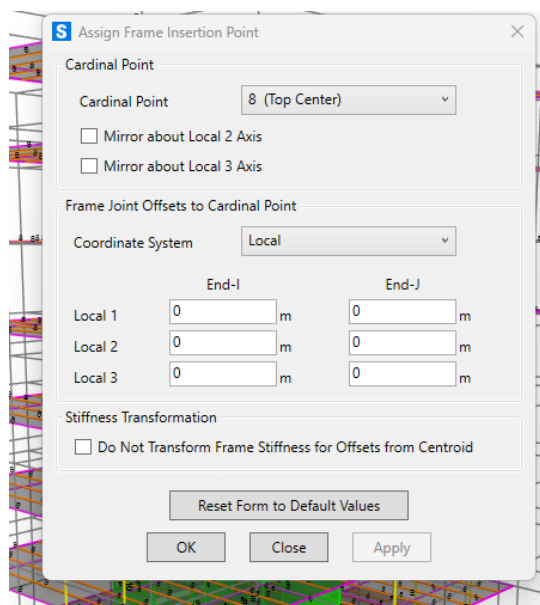 S Assign Frame Insertion Point
Cardinal Point
Cardinal Point 8 (Top Center)
Mirror about Local 2 Axis
Mirror about Local 3 Axis
Frame Joint Offsets to Cardinal Point
Coordinate System Local
End-I End-J
Local 1 0 m 0 m
Local 2 0 m 0 m
Local 3 0 m 0 m
Stiffness Transformation
Do Not Transform Frame Stiffness for Offsets from Centroid
Reset Form to Default Values
OK Close Apply